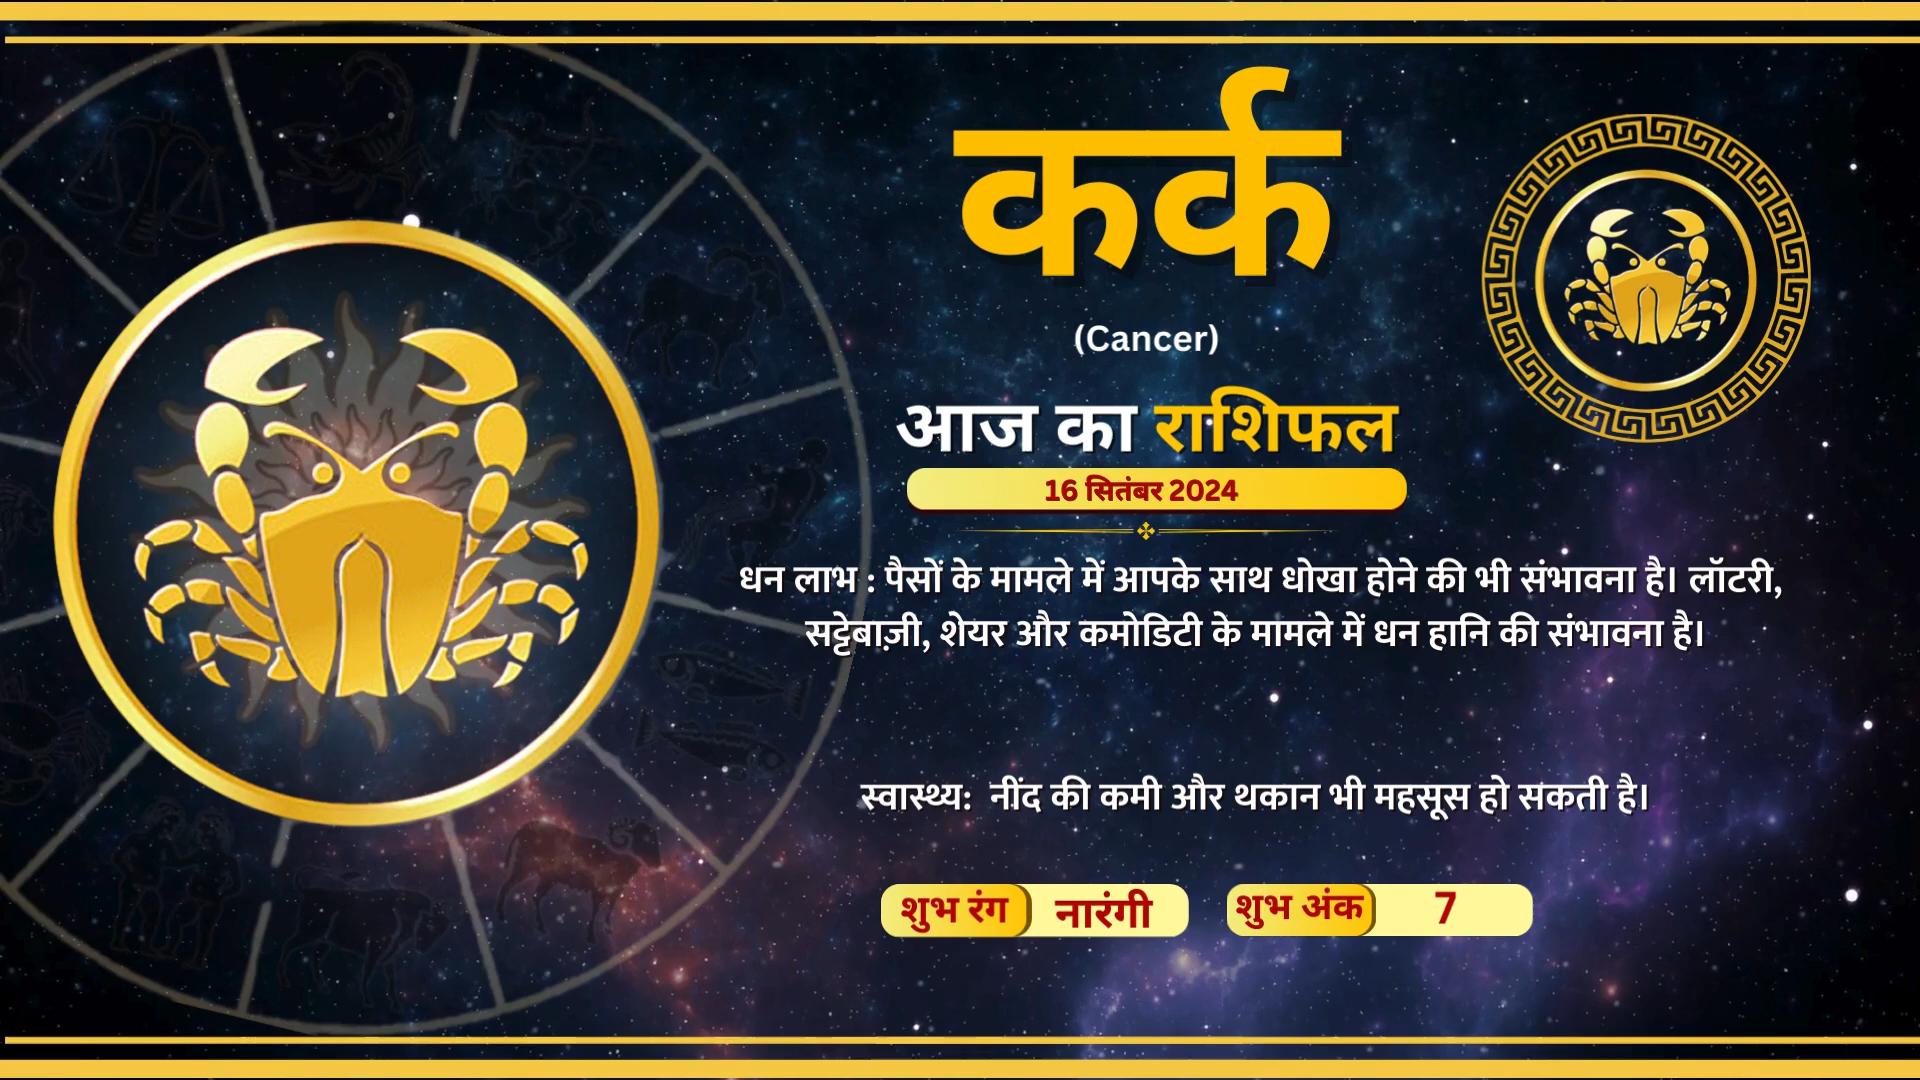 कर्क
(Cancer)
आज का राशिफल
16 सितंबर 2024
धन लाभ : पैसों के मामले में आपके साथ धोखा होने की भी संभावना है। लॉटरी,
सट्टेबाज़ी, शेयर और कमोडिटी के मामले में धन हानि की संभावना है।
स्वास्थ्य: नींद की कमी और थकान भी महसूस हो सकती है।
शुभ रंग नारंगी शुभ अंक 7